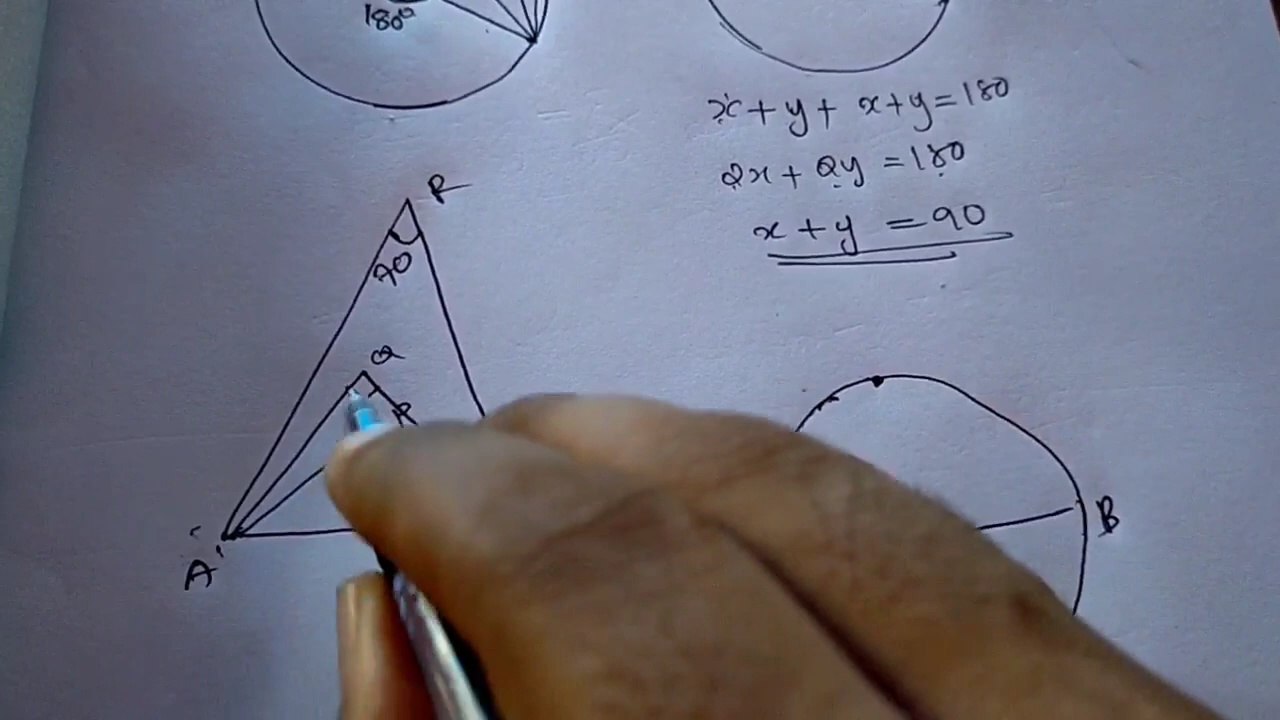 180°
x + y + x + y = 180
2x + 2y = 180
x + y = 90
R
70
Q
P
A
B